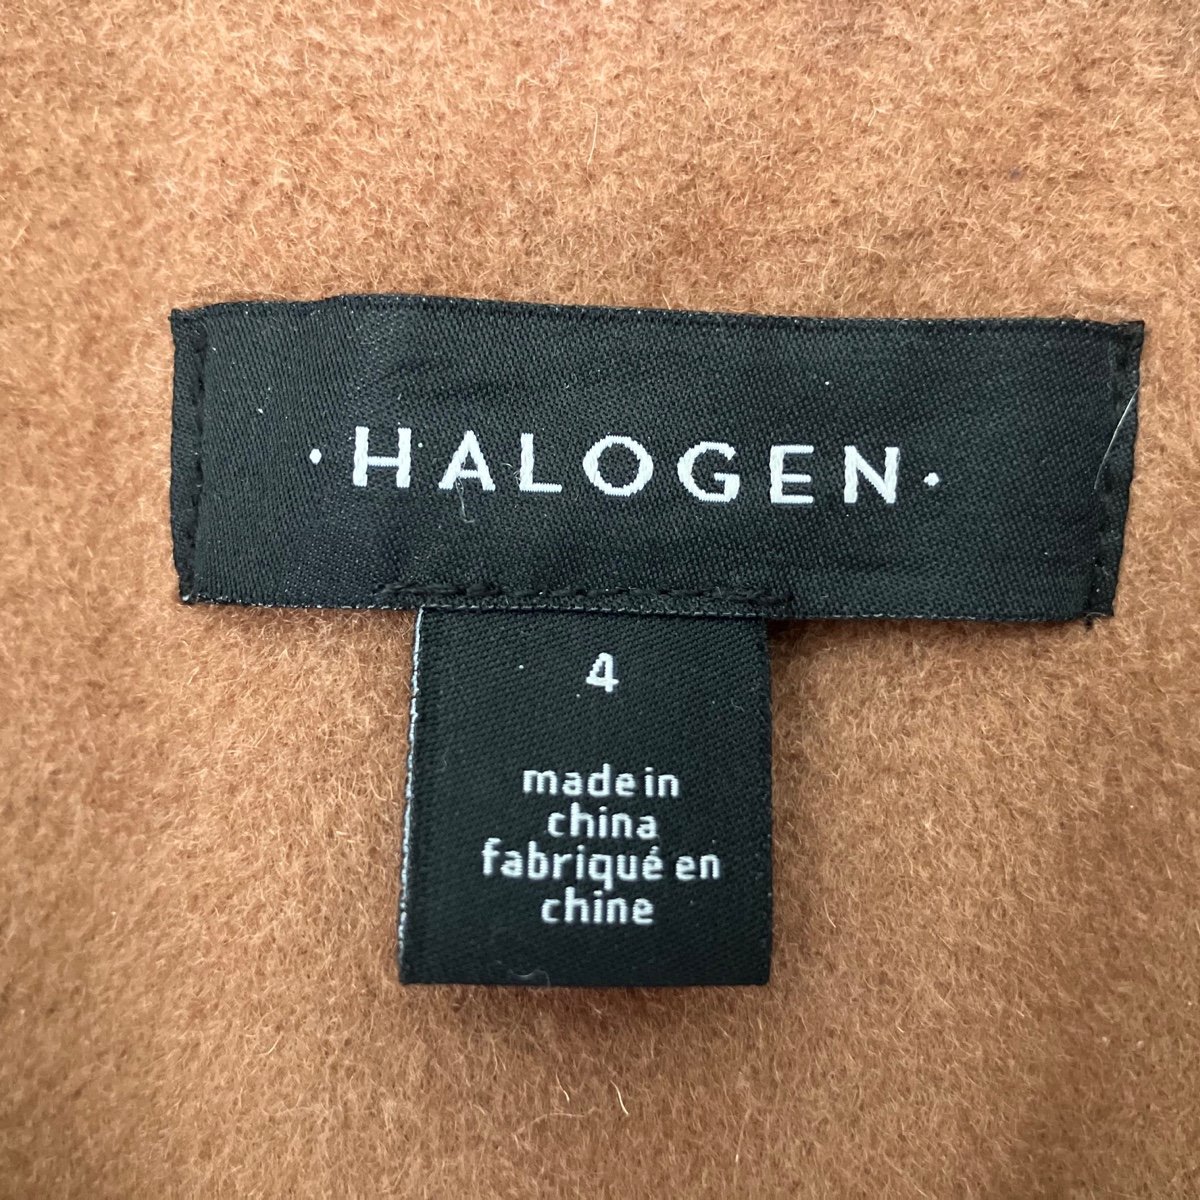 ·HALOGEN·
4
made in
china
fabriqué en
chine